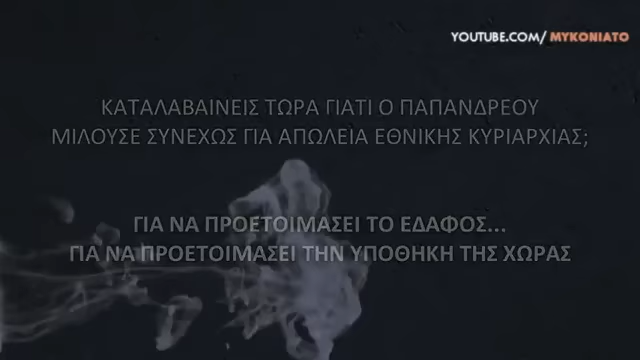 YOUTUBE.COM/ MYKONIATO
ΚΑΤΑΛΑΒΑΙΝΕΙΣ ΤΩΡΑ ΓΙΑΤΙ Ο ΠΑΠΑΝΔΡΕΟΥ
ΜΙΛΟΥΣΕ ΣΥΝΕΧΩΣ ΓΙΑ ΑΠΩΛΕΙΑ ΕΘΝΙΚΗΣ ΚΥΡΙΑΡΧΙΑΣ;
ΓΙΑ ΝΑ ΠΡΟΕΤΟΙΜΑΣΕΙ ΤΟ ΕΔΑΦΟΣ...
ΓΙΑ ΝΑ ΠΡΟΕΤΟΙΜΑΣΕΙ ΤΗΝ ΥΠΟΘΗΚΗ ΤΗΣ ΧΩΡΑΣ